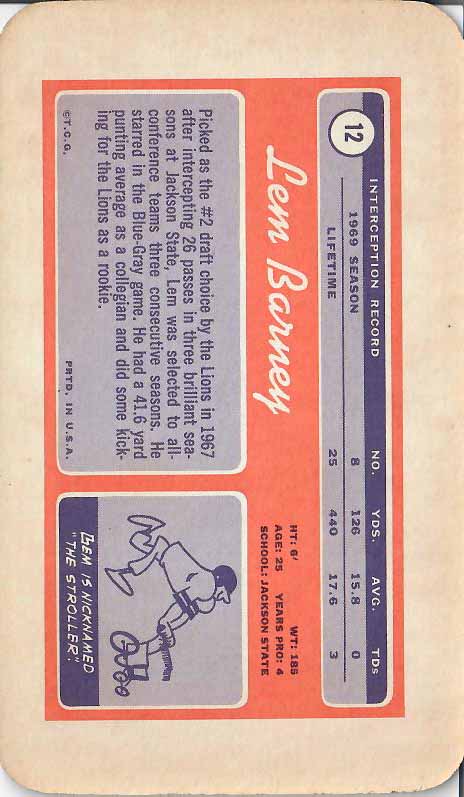 12
INTERCEPTION RECORD NO. YDS. AVG. TDs
1969 SEASON 8 126 15.8 0
LIFETIME 25 440 17.6 3
Lem Barney
HT: 6' WT: 185
AGE: 25 YEARS PRO: 4
SCHOOL: JACKSON STATE
Picked as the #2 draft choice by the Lions in 1967
after intercepting 26 passes in three brilliant sea-
sons at Jackson State, Lem was selected to all-
conference teams three consecutive seasons. He
starred in the Blue-Gray game. He had a 41.6 yard
punting average as a collegian and did some kick-
ing for the Lions as a rookie.
©T.C.G. PRTD. IN U.S.A.
LEM IS NICKNAMED
"THE STROLLER."